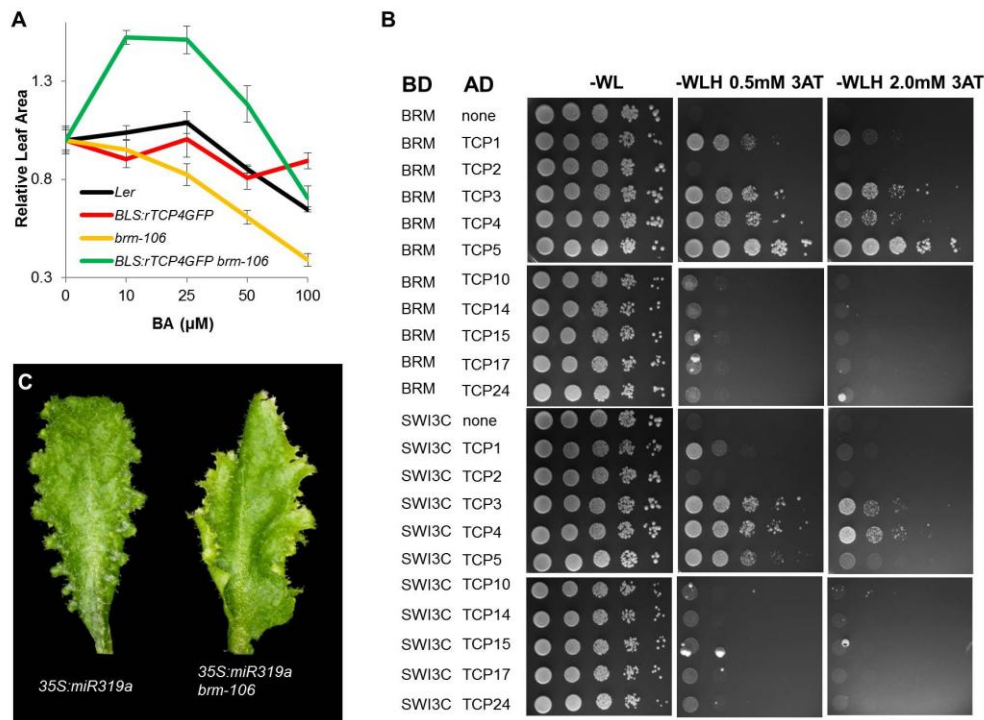 A
Relative Leaf Area
1.3
0.8
0.3
Ler
BLS:rTCP4GFP
brm-106
BLS:rTCP4GFP brm-106
0 10 25 50 100
BA (µM)
B
BD AD -WL -WLH 0.5mM 3AT -WLH 2.0mM 3AT
BRM none
BRM TCP1
BRM TCP2
BRM TCP3
BRM TCP4
BRM TCP5
BRM TCP10
BRM TCP14
BRM TCP15
BRM TCP17
BRM TCP24
SWI3C none
SWI3C TCP1
SWI3C TCP2
SWI3C TCP3
SWI3C TCP4
SWI3C TCP5
SWI3C TCP10
SWI3C TCP14
SWI3C TCP15
SWI3C TCP17
SWI3C TCP24
C
35S:miR319a
35S:miR319a
brm-106